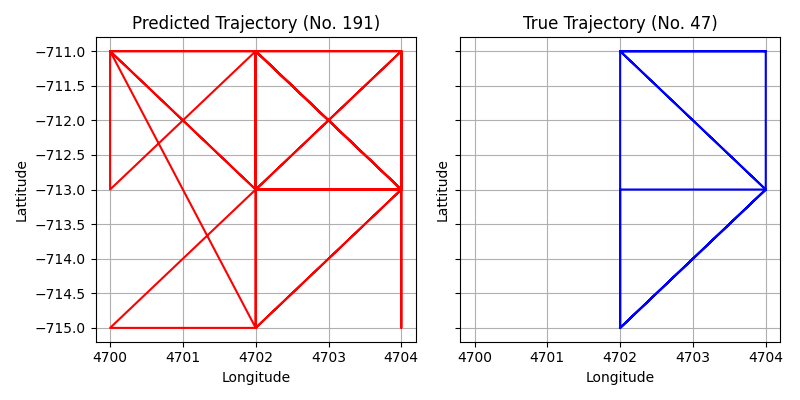 Predicted Trajectory (No. 191)
True Trajectory (No. 47)
Lattitude
−711.0
−711.5
−712.0
−712.5
−713.0
−713.5
−714.0
−714.5
−715.0
4700 4701 4702 4703 4704
Longitude
Lattitude
4700 4701 4702 4703 4704
Longitude